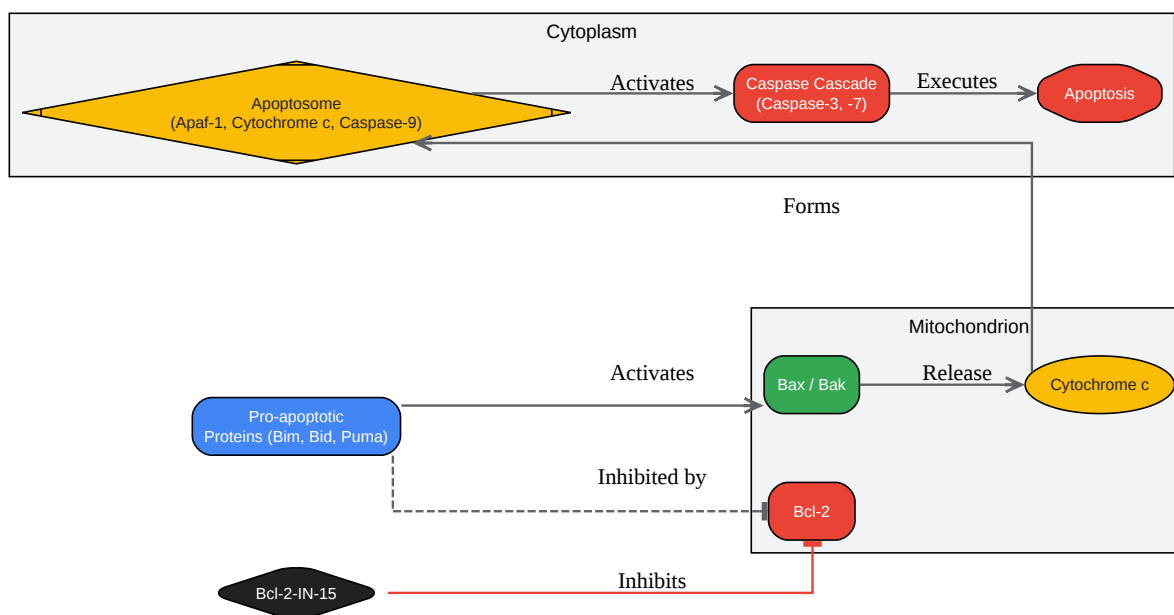 Cytoplasm
Apoptosome
(Apaf-1, Cytochrome c, Caspase-9)
Activates
Caspase Cascade
(Caspase-3, -7)
Executes
Apoptosis
Forms
Mitochondrion
Activates
Bax / Bak
Release
Cytochrome c
Pro-apoptotic
Proteins (Bim, Bid, Puma)
Inhibited by
Bcl-2
Bcl-2-IN-15
Inhibits